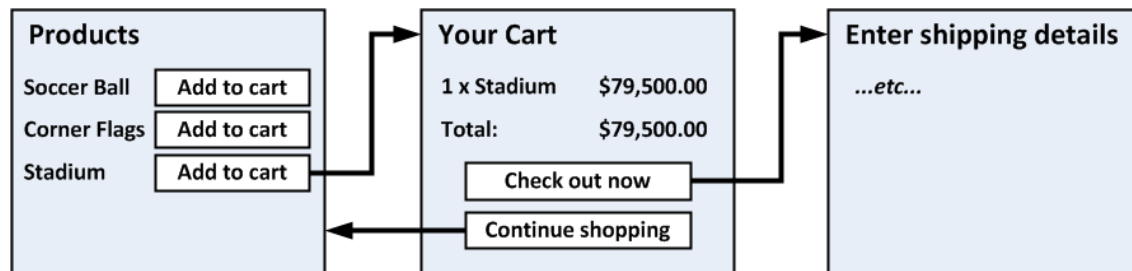 Products
Soccer Ball Add to cart
Corner Flags Add to cart
Stadium Add to cart
Your Cart
1 x Stadium $79,500.00
Total: $79,500.00
Check out now
Continue shopping
Enter shipping details
...etc...